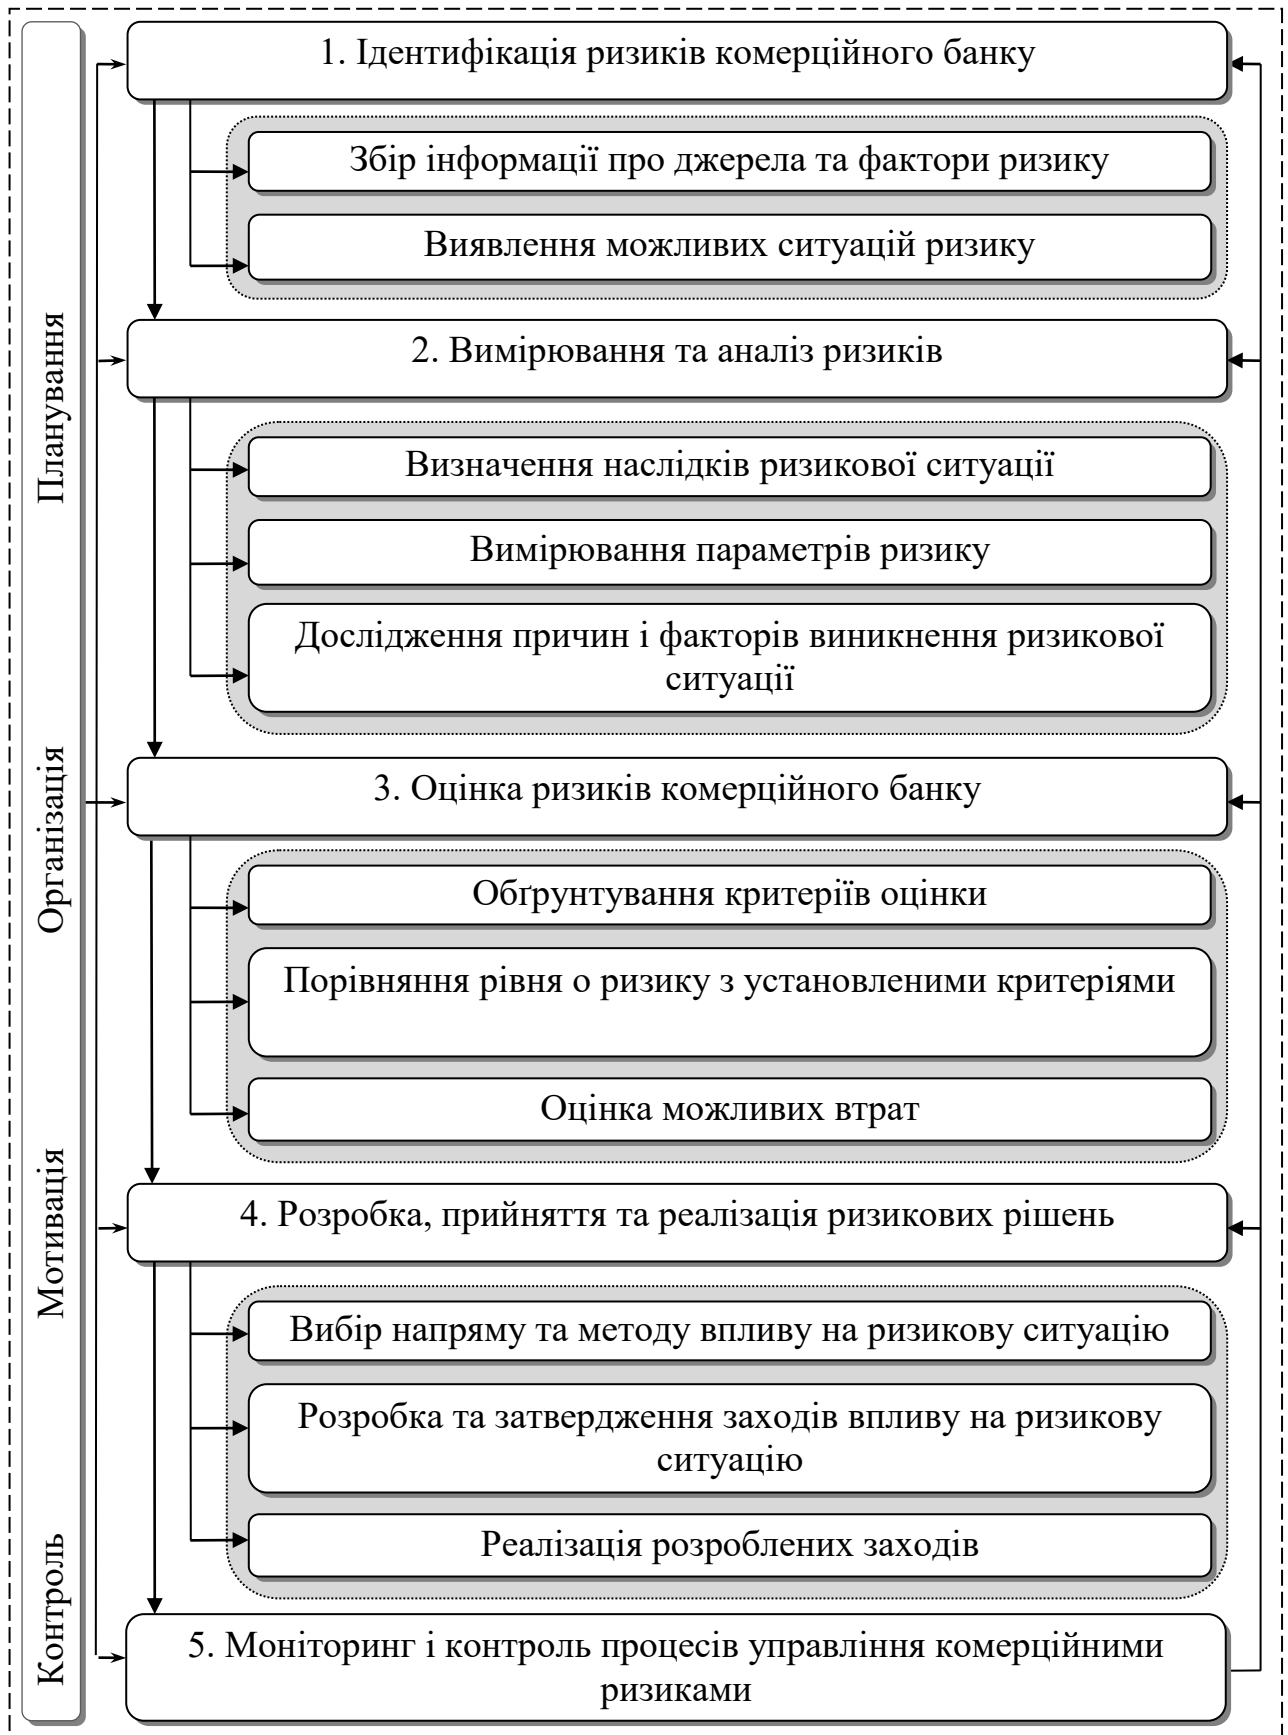 1. Ідентифікація ризиків комерційного банку
Збір інформації про джерела та фактори ризику
Виявлення можливих ситуацій ризику
2. Вимірювання та аналіз ризиків
Визначення наслідків ризикової ситуації
Вимірювання параметрів ризику
Дослідження причин і факторів виникнення ризикової
ситуації
3. Оцінка ризиків комерційного банку
Обґрунтування критеріїв оцінки
Порівняння рівня о ризику з установленими критеріями
Оцінка можливих втрат
4. Розробка, прийняття та реалізація ризикових рішень
Вибір напряму та методу впливу на ризикову ситуацію
Розробка та затвердження заходів впливу на ризикову
ситуацію
Реалізація розроблених заходів
5. Моніторинг і контроль процесів управління комерційними
ризиками
Планування
Організація
Мотивація
Контроль